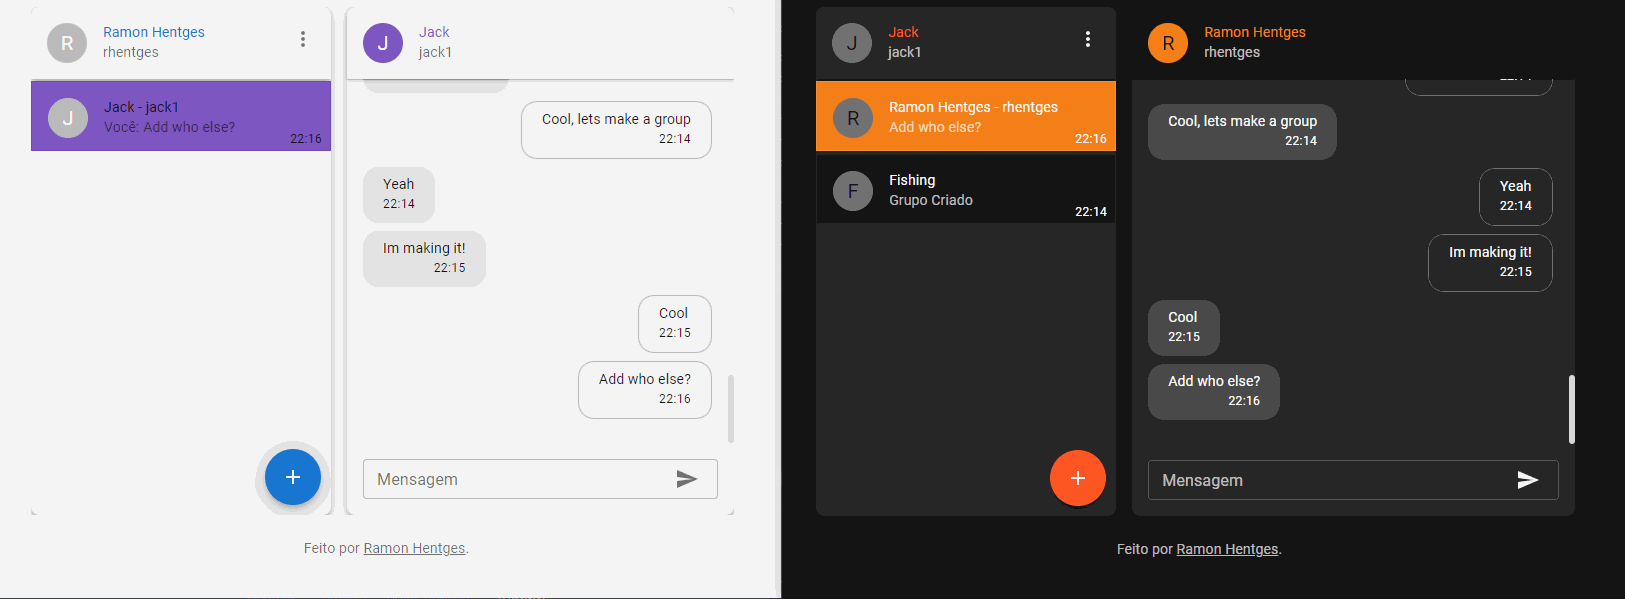 R
Ramon Hentges
rhentges
J
Jack - jack1
Você: Add who else?
22:16
J
Jack
jack1
Cool, lets make a group
22:14
Yeah
22:14
Im making it!
22:15
Cool
22:15
Add who else?
22:16
Mensagem
Feito por Ramon Hentges.
J
Jack
jack1
R
Ramon Hentges - rhentges
Add who else?
22:16
F
Fishing
Grupo Criado
22:14
R
Ramon Hentges
rhentges
Cool, lets make a group
22:14
Yeah
22:14
Im making it!
22:15
Cool
22:15
Add who else?
22:16
Mensagem
Feito por Ramon Hentges.